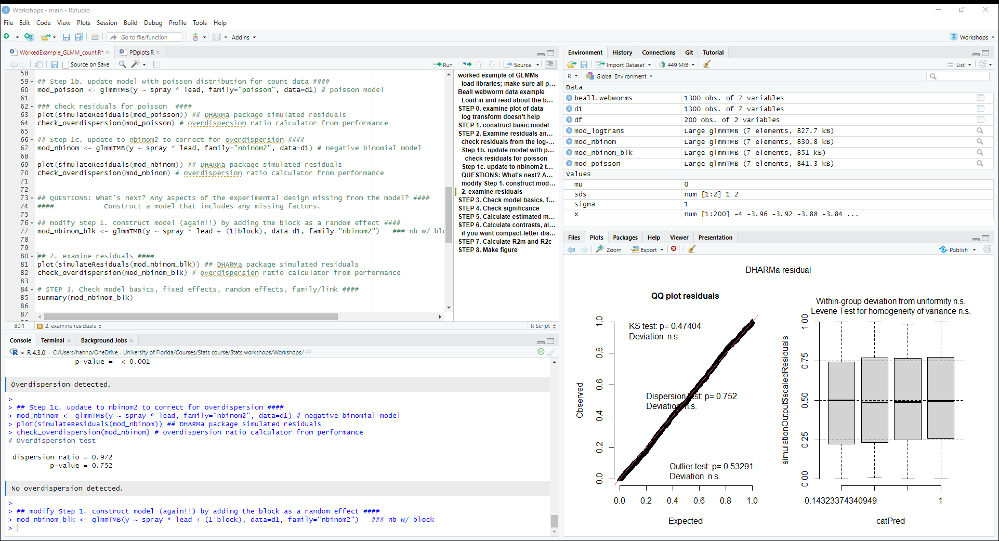 Workshops - main - RStudio
File Edit Code View Plots Session Build Debug Profile Tools Help
Go to file/function Addins Workshops
WorkedExample_GLMM_count.R* PDplots.R
Source on Save Run Source
58
59 ## Step 1b. update model with poisson distribution for count data ####
60 mod_poisson <- glmmTMB(y ~ spray * lead, family="poisson", data=d1) # poisson model
61
62 ### check residuals for poisson  ####
63 plot(simulateResiduals(mod_poisson)) ## DHARMa package simulated residuals
64 check_overdispersion(mod_poisson) # overdispersion ratio calculator from performance
65
66 ## Step 1c. update to nbinom2 to correct for overdispersion ####
67 mod_nbinom <- glmmTMB(y ~ spray * lead, family="nbinom2", data=d1) # negative binomial model
68
69 plot(simulateResiduals(mod_nbinom)) ## DHARMa package simulated residuals
70 check_overdispersion(mod_nbinom) # overdispersion ratio calculator from performance
71
72
73 ## QUESTIONS: What's next? Any aspects of the experimental design missing from the model? ####
74 ####            Construct a model that includes any missing factors.
75
76 ## modify Step 1. construct model (again!!) by adding the block as a random effect ####
77 mod_nbinom_blk <- glmmTMB(y ~ spray * lead + (1|block), data=d1, family="nbinom2")   ### nb w/ blo
78
79
80 ## 2. examine residuals ####
81 plot(simulateResiduals(mod_nbinom_blk)) ## DHARMa package simulated residuals
82 check_overdispersion(mod_nbinom_blk) # overdispersion ratio calculator from performance
83
84 # STEP 3. Check model basics, fixed effects, random effects, family/link ####
85 summary(mod_nbinom_blk)
86
87
80:1 2. examine residuals R Script
worked example of GLMMs
load libraries; make sure all p...
Beall webworm data example
Load in and read about the b...
STEP 0. examine plot of data
log transform doesn't help
STEP 1. construct basic model
STEP 2. Examine residuals an...
check residuals from the log-...
Step 1b. update model with p...
check residuals for poisson
Step 1c. update to nbinom2 t...
QUESTIONS: What's next? A...
modify Step 1. construct mod...
2. examine residuals
STEP 3. Check model basics, f...
STEP 4. Check significance
STEP 5. Calculate estimated m...
STEP 6. Calculate contrasts, al...
if you want compact-letter dis...
STEP 7. Calculate R2m and R2c
STEP 8. Make figure
Console Terminal Background Jobs
R 4.3.0 · C:/Users/hahnp/OneDrive - University of Florida/Courses/Stats course/Stats workshops/Workshops/
p-value =  < 0.001
Overdispersion detected.
>
> ## Step 1c. update to nbinom2 to correct for overdispersion ####
> mod_nbinom <- glmmTMB(y ~ spray * lead, family="nbinom2", data=d1) # negative binomial model
> plot(simulateResiduals(mod_nbinom)) ## DHARMa package simulated residuals
> check_overdispersion(mod_nbinom) # overdispersion ratio calculator from performance
# Overdispersion test
dispersion ratio = 0.972
p-value = 0.752
No overdispersion detected.
>
> ## modify Step 1. construct model (again!!) by adding the block as a random effect ####
> mod_nbinom_blk <- glmmTMB(y ~ spray * lead + (1|block), data=d1, family="nbinom2")   ### nb w/ block
>
Environment History Connections Git Tutorial
Import Dataset 449 MiB List
R Global Environment
Data
beall.webworms 1300 obs. of 7 variables
d1 1300 obs. of 7 variables
df 200 obs. of 2 variables
mod_logtrans Large glmmTMB (7 elements, 827.7 kB)
mod_nbinom Large glmmTMB (7 elements, 830.8 kB)
mod_nbinom_blk Large glmmTMB (7 elements, 851 kB)
mod_poisson Large glmmTMB (7 elements, 841.3 kB)
Values
mu 0
sds num [1:2] 1 2
sigma 1
x num [1:200] -4 -3.96 -3.92 -3.88 -3.84 ...
Files Plots Packages Help Viewer Presentation
Zoom Export Publish
DHARMa residual
QQ plot residuals
KS test: p= 0.47404
Deviation n.s.
Dispersion test: p= 0.752
Deviation n.s.
Outlier test: p= 0.53291
Deviation n.s.
Observed
0.0 0.2 0.4 0.6 0.8 1.0
0.0 0.2 0.4 0.6 0.8 1.0
Expected
Within-group deviation from uniformity n.s.
Levene Test for homogeneity of variance n.s.
simulationOutput$scaledResiduals
0.00 0.25 0.50 0.75 1.00
0.14323374340949 1
catPred